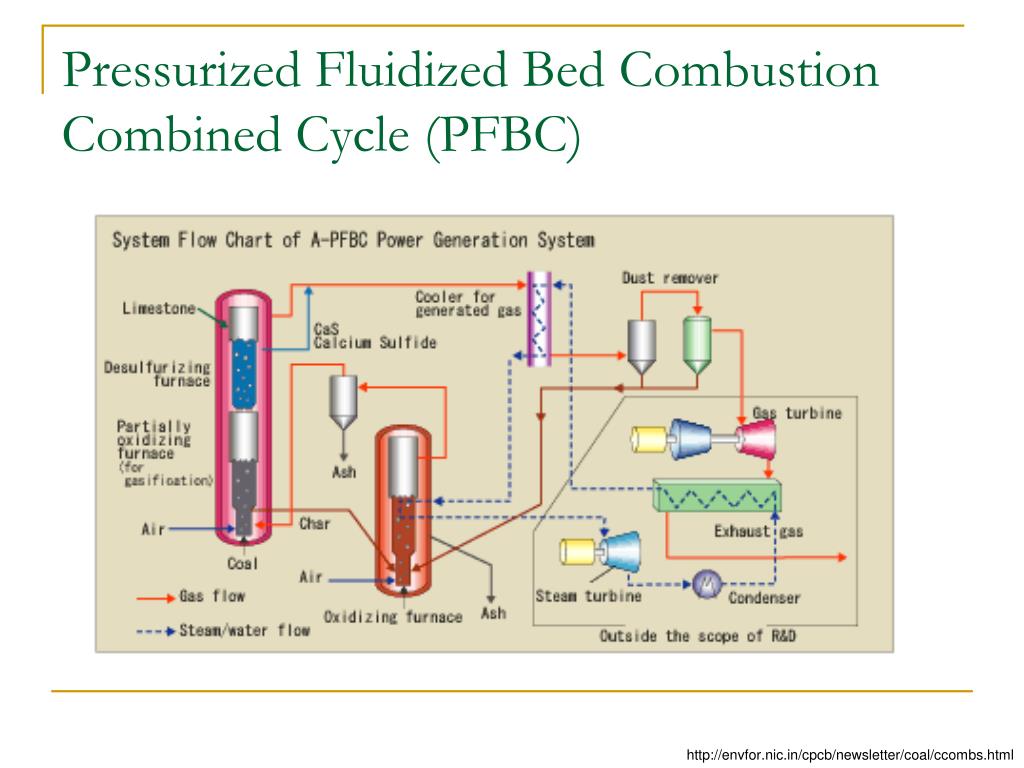 Pressurized Fluidized Bed Combustion
Combined Cycle (PFBC)
System Flow Chart of A-PFBC Power Generation System
Dust remover
Limestone
Cooler for
generated gas
CaS
Calcium Sulfide
Desulfurizing
furnace
Gas turbine
Partially
oxidizing
furnace
(for
gasification)
Ash
Air
Char
Exhaust gas
Coal
Air
Gas flow
Steam turbine
Condenser
Oxidizing furnace
Ash
Steam/water flow
Outside the scope of R&D
http://envfor.nic.in/cpcb/newsletter/coal/ccombs.html